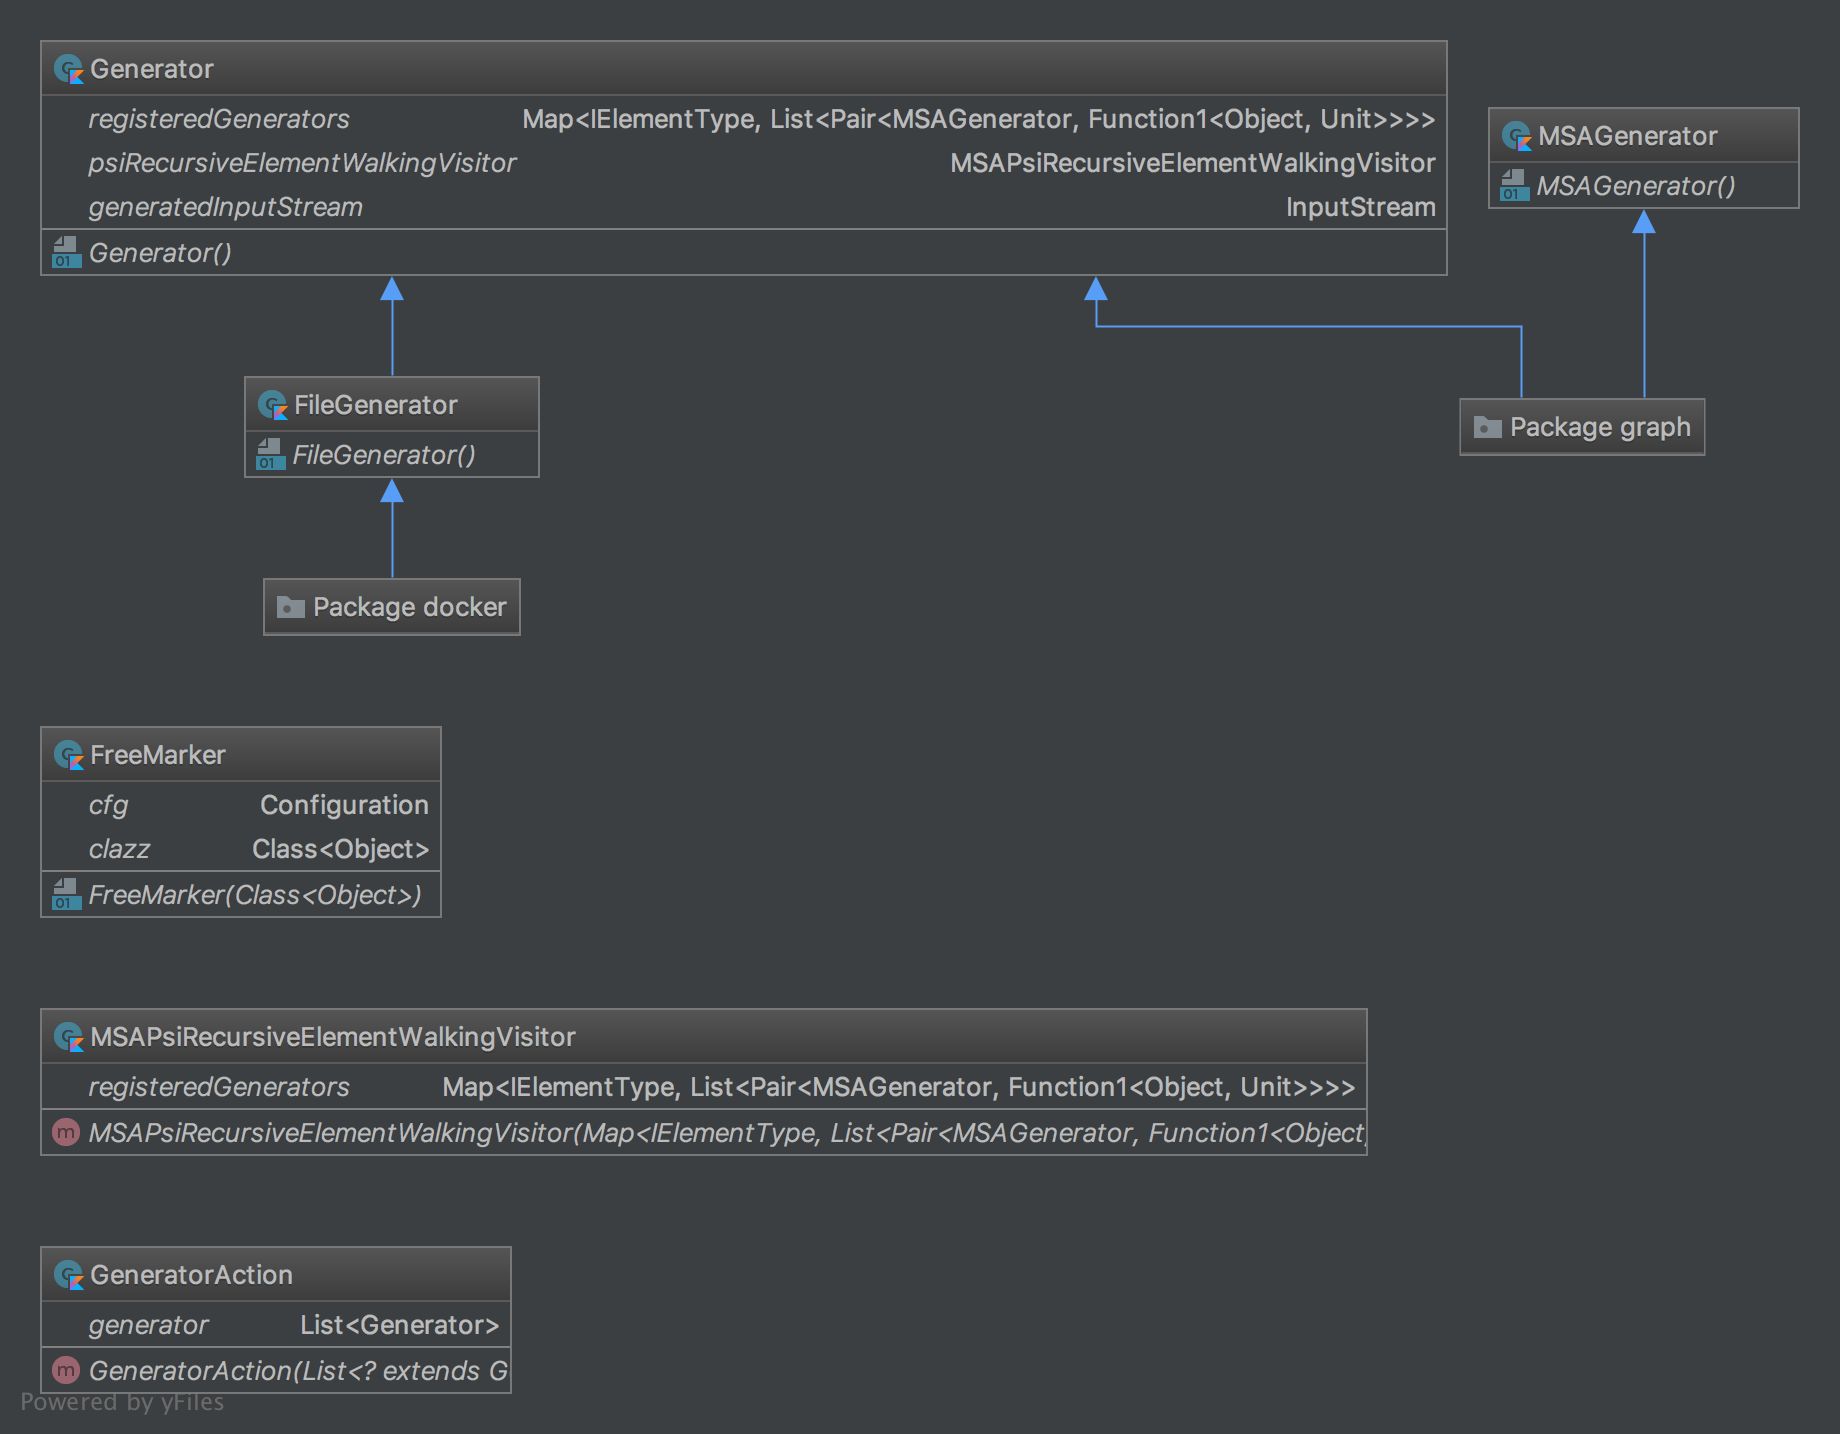 Generator
registeredGenerators Map<IElementType, List<Pair<MSAGenerator, Function1<Object, Unit>>>>
psiRecursiveElementWalkingVisitor MSAPsiRecursiveElementWalkingVisitor
generatedInputStream InputStream
01 Generator()
MSAGenerator
01 MSAGenerator()
FileGenerator
01 FileGenerator()
Package graph
Package docker
FreeMarker
cfg Configuration
clazz Class<Object>
01 FreeMarker(Class<Object>)
MSAPsiRecursiveElementWalkingVisitor
registeredGenerators Map<IElementType, List<Pair<MSAGenerator, Function1<Object, Unit>>>>
m MSAPsiRecursiveElementWalkingVisitor(Map<IElementType, List<Pair<MSAGenerator, Function1<Object,
GeneratorAction
generator List<Generator>
m GeneratorAction(List<? extends G
Powered by yFiles